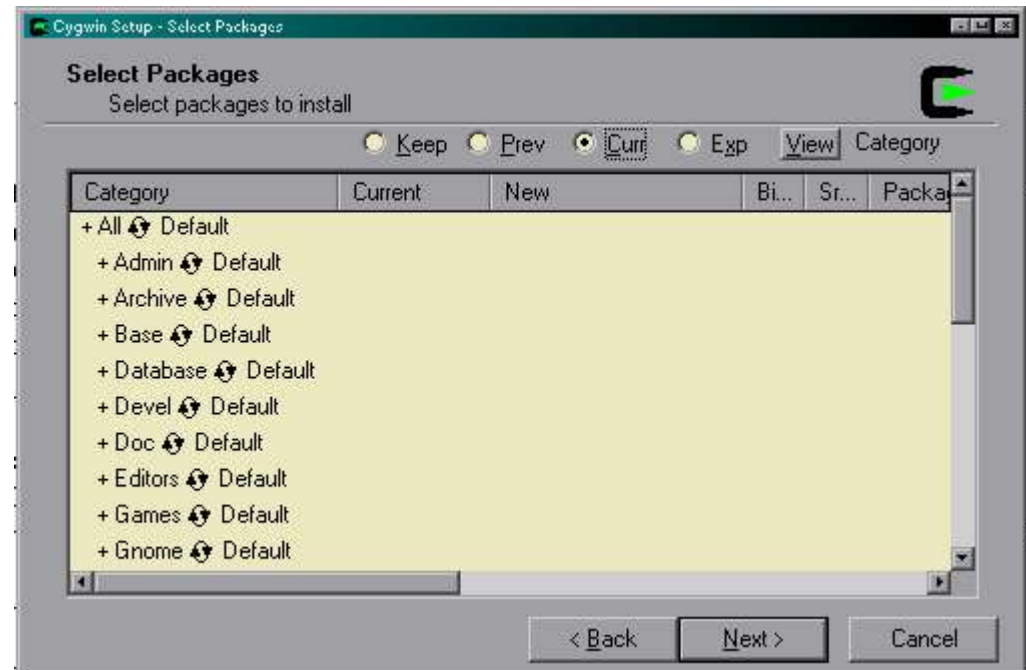 Cygwin Setup - Select Packages
Select Packages
Select packages to install
Keep Prev Curr Exp View Category
Category Current New Bi... Sr... Packag
+ All Default
+ Admin Default
+ Archive Default
+ Base Default
+ Database Default
+ Devel Default
+ Doc Default
+ Editors Default
+ Games Default
+ Gnome Default
< Back Next > Cancel